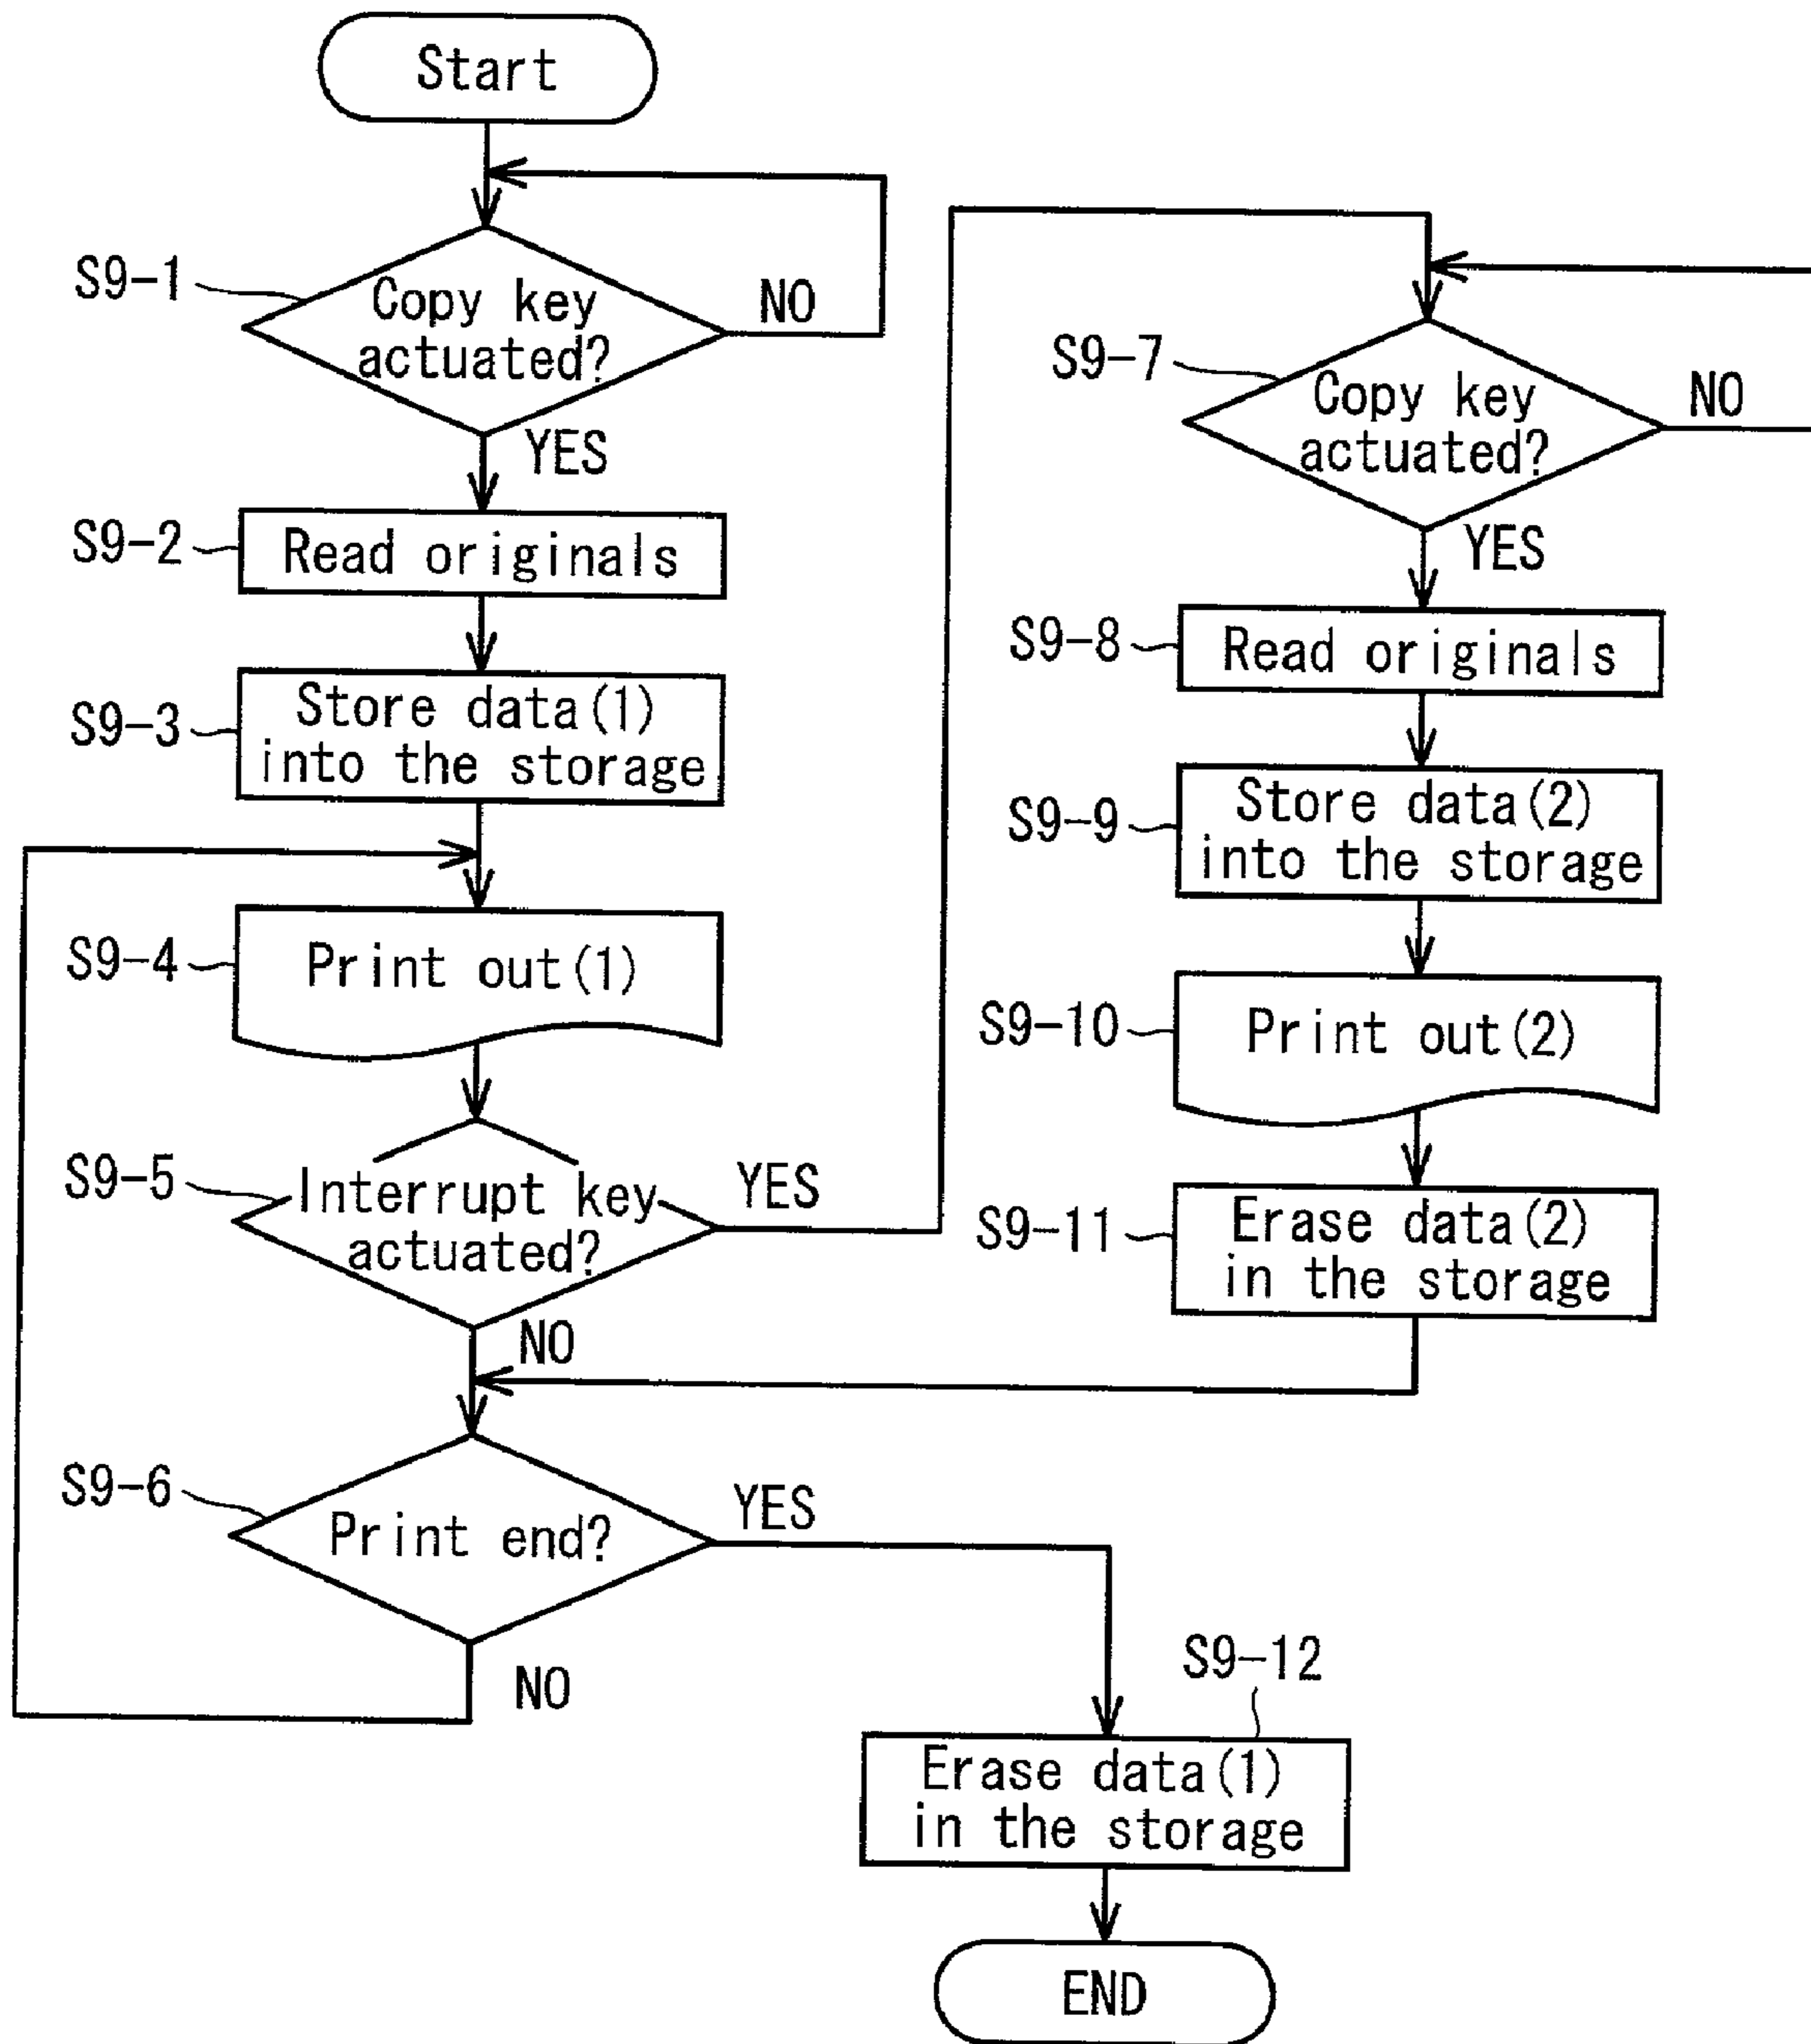 Start
S9-1
Copy key
actuated?
NO
YES
S9-2
Read originals
S9-3
Store data(1)
into the storage
S9-4
Print out(1)
S9-5
Interrupt key
actuated?
YES
NO
S9-6
Print end?
YES
NO
S9-7
Copy key
actuated?
NO
YES
S9-8
Read originals
S9-9
Store data(2)
into the storage
S9-10
Print out(2)
S9-11
Erase data(2)
in the storage
S9-12
Erase data(1)
in the storage
END